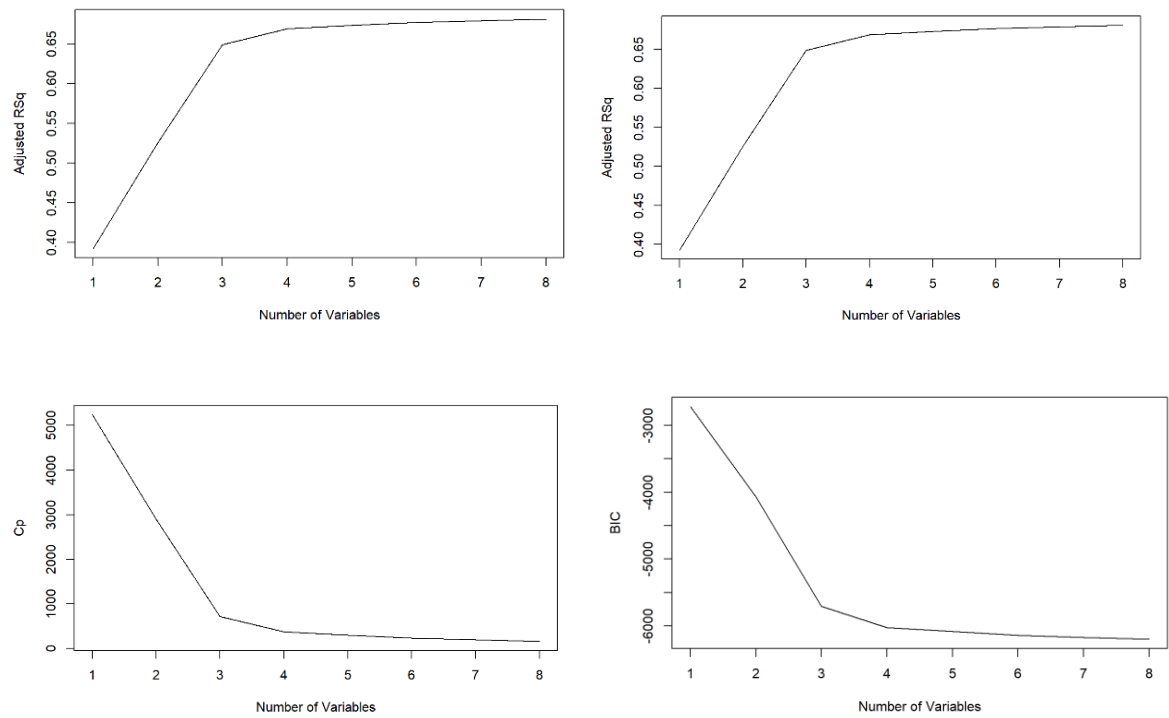 Adjusted RSq
0.65
0.60
0.55
0.50
0.45
0.40
1 2 3 4 5 6 7 8
Number of Variables
Adjusted RSq
0.65
0.60
0.55
0.50
0.45
0.40
1 2 3 4 5 6 7 8
Number of Variables
Cp
5000
4000
3000
2000
1000
0
1 2 3 4 5 6 7 8
Number of Variables
BIC
-3000
-4000
-5000
-6000
1 2 3 4 5 6 7 8
Number of Variables